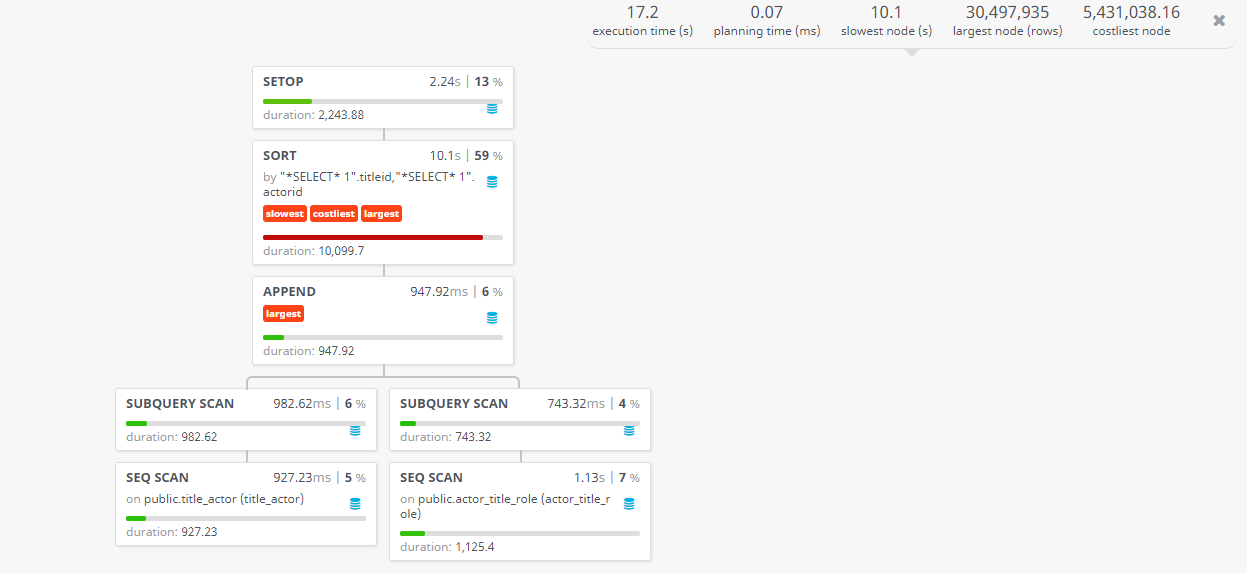 17.2 0.07 10.1 30,497,935 5,431,038.16
execution time (s) planning time (ms) slowest node (s) largest node (rows) costliest node
SETOP 2.24s | 13 %
duration: 2,243.88
SORT 10.1s | 59 %
by "*SELECT* 1".titleid,"*SELECT* 1".
actorid
slowest costliest largest
duration: 10,099.7
APPEND 947.92ms | 6 %
largest
duration: 947.92
SUBQUERY SCAN 982.62ms | 6 %
duration: 982.62
SUBQUERY SCAN 743.32ms | 4 %
duration: 743.32
SEQ SCAN 927.23ms | 5 %
on public.title_actor (title_actor)
duration: 927.23
SEQ SCAN 1.13s | 7 %
on public.actor_title_role (actor_title_r
ole)
duration: 1,125.4